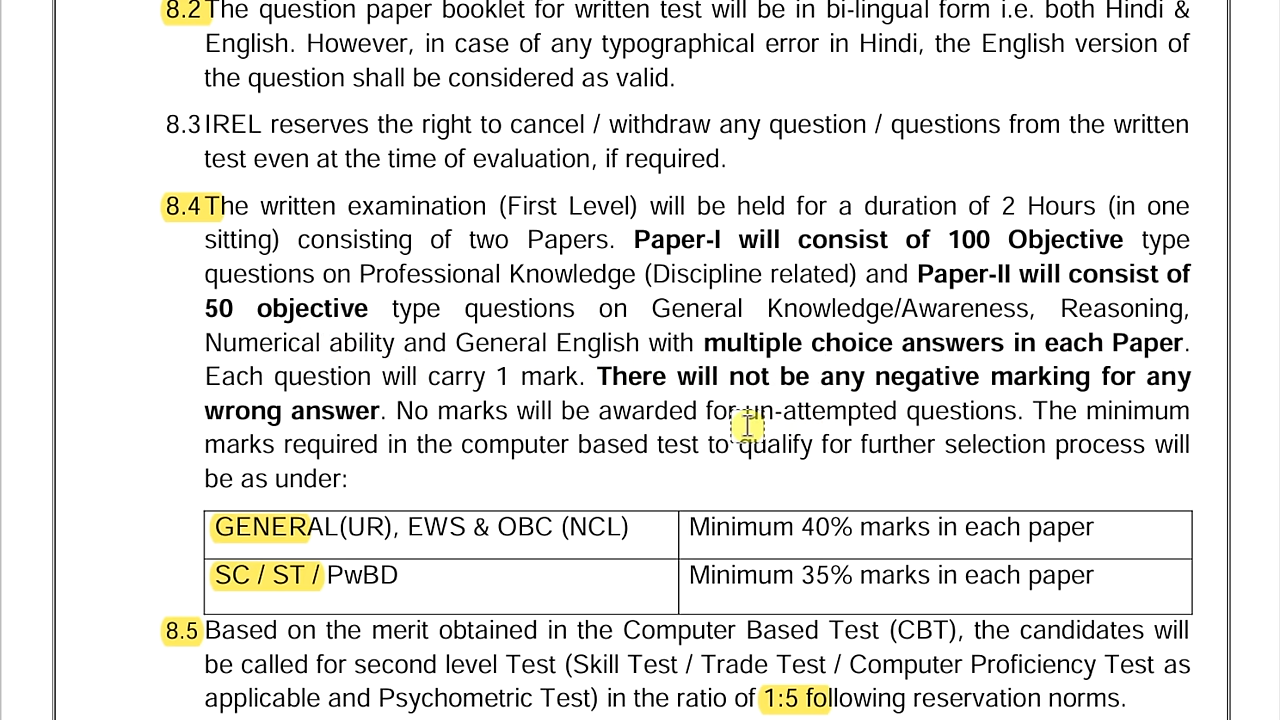 8.2 The question paper booklet for written test will be in bi-lingual form i.e. both Hindi &
English. However, in case of any typographical error in Hindi, the English version of
the question shall be considered as valid.
8.3 IREL reserves the right to cancel / withdraw any question / questions from the written
test even at the time of evaluation, if required.
8.4 The written examination (First Level) will be held for a duration of 2 Hours (in one
sitting) consisting of two Papers. Paper-I will consist of 100 Objective type
questions on Professional Knowledge (Discipline related) and Paper-II will consist of
50 objective type questions on General Knowledge/Awareness, Reasoning,
Numerical ability and General English with multiple choice answers in each Paper.
Each question will carry 1 mark. There will not be any negative marking for any
wrong answer. No marks will be awarded for un-attempted questions. The minimum
marks required in the computer based test to qualify for further selection process will
be as under:
GENERAL(UR), EWS & OBC (NCL) Minimum 40% marks in each paper
SC / ST / PwBD Minimum 35% marks in each paper
8.5 Based on the merit obtained in the Computer Based Test (CBT), the candidates will
be called for second level Test (Skill Test / Trade Test / Computer Proficiency Test as
applicable and Psychometric Test) in the ratio of 1:5 following reservation norms.